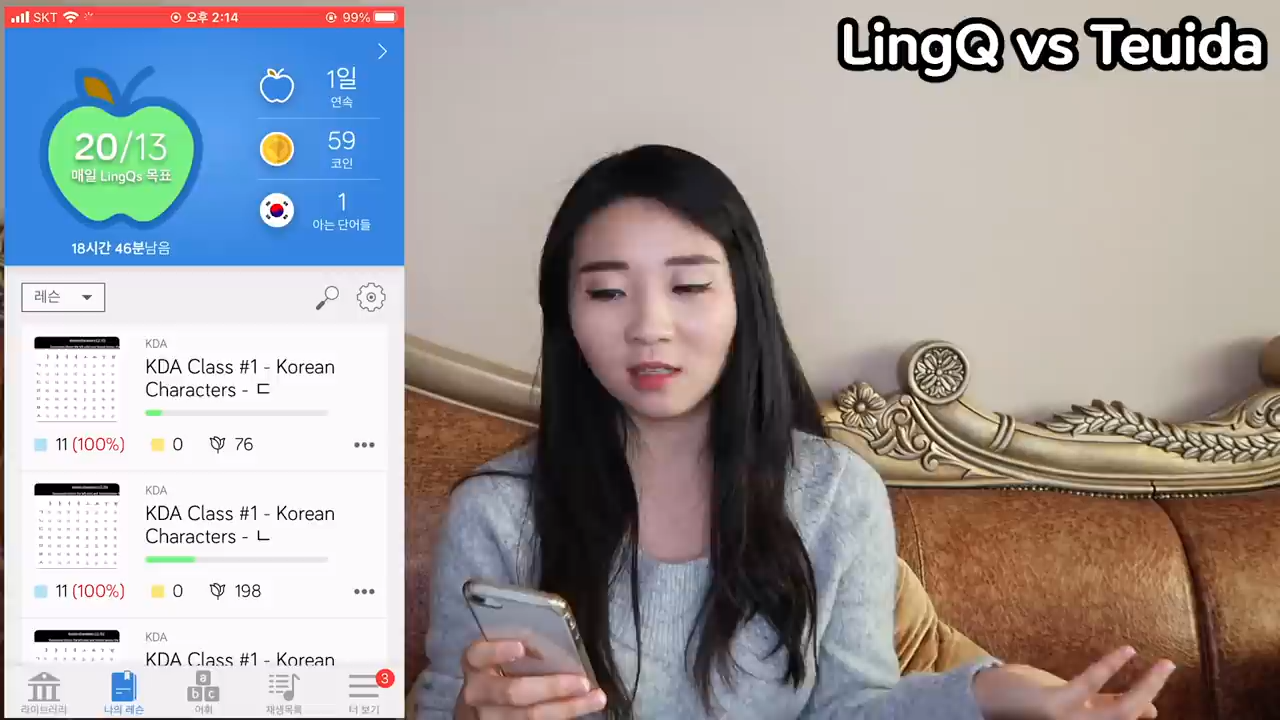 SKT 오후 2:14 99%
LingQ vs Teuida
20/13
매일 LingQs 목표
18시간 46분남음
1일
연속
59
코인
1
아는 단어들
레슨
KDA
KDA Class #1 - Korean
Characters - ㄷ
11 (100%) 0 76
KDA
KDA Class #1 - Korean
Characters - ㄴ
11 (100%) 0 198
KDA
KDA Class #1 - Korean
a
b c
3
라이브러리 나의 레슨 어휘 재생목록 더 보기